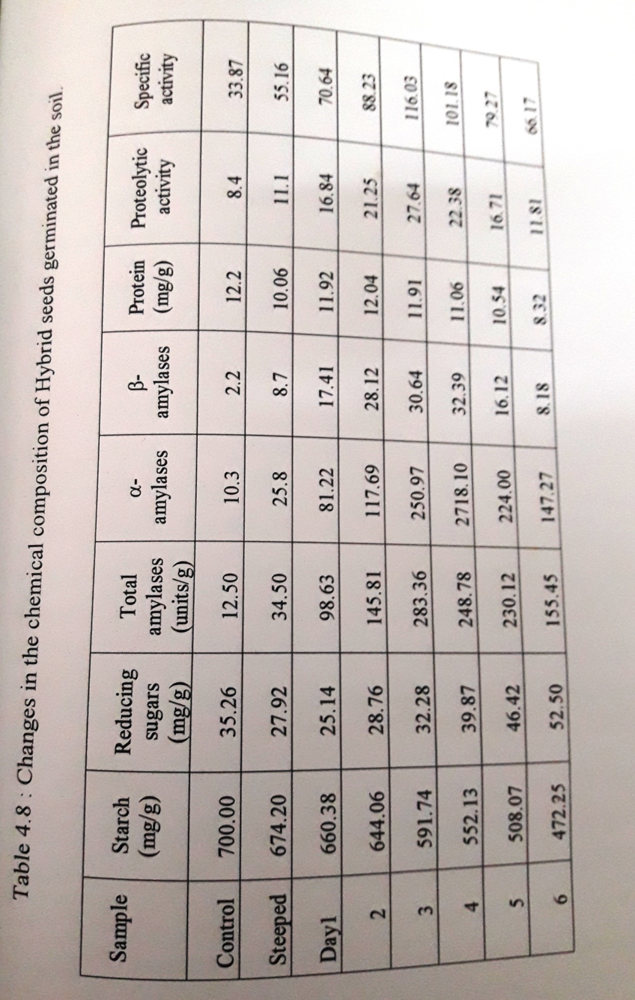 Table 4.8 : Changes in the chemical composition of Hybrid seeds germinated in the soil.
Sample Starch (mg/g) Reducing sugars (mg/g) Total amylases (units/g) α-amylases β-amylases Protein (mg/g) Proteolytic activity Specific activity
Control 700.00 35.26 12.50 10.3 2.2 12.2 8.4 33.87
Steeped 674.20 27.92 34.50 25.8 8.7 10.06 11.1 55.16
Day1 660.38 25.14 98.63 81.22 17.41 11.92 16.84 70.64
2 644.06 28.76 145.81 117.69 28.12 12.04 21.25 88.23
3 591.74 32.28 283.36 250.97 30.64 11.91 27.64 116.03
4 552.13 39.87 248.78 2718.10 32.39 11.06 22.38 101.18
5 508.07 46.42 230.12 224.00 16.12 10.54 16.71 79.27
6 472.25 52.50 155.45 147.27 8.18 8.32 11.81 66.17